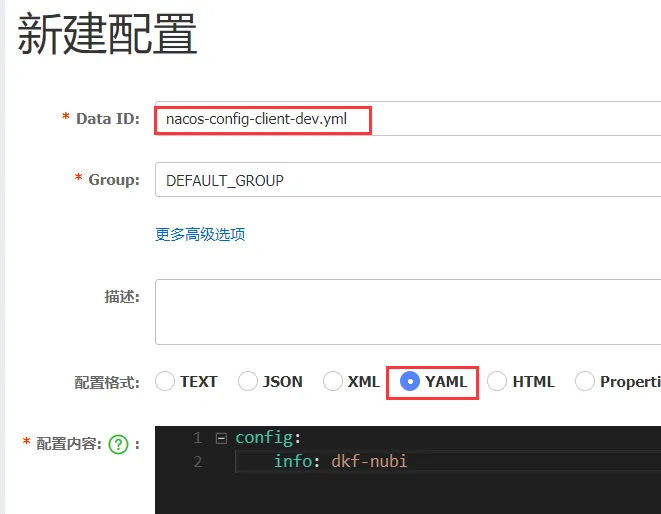 新建配置
* Data ID: nacos-config-client-dev.yml
* Group: DEFAULT_GROUP
更多高级选项
描述:
配置格式: TEXT JSON XML YAML HTML Properti
* 配置内容: ? :
1 config:
2 info: dkf-nubi